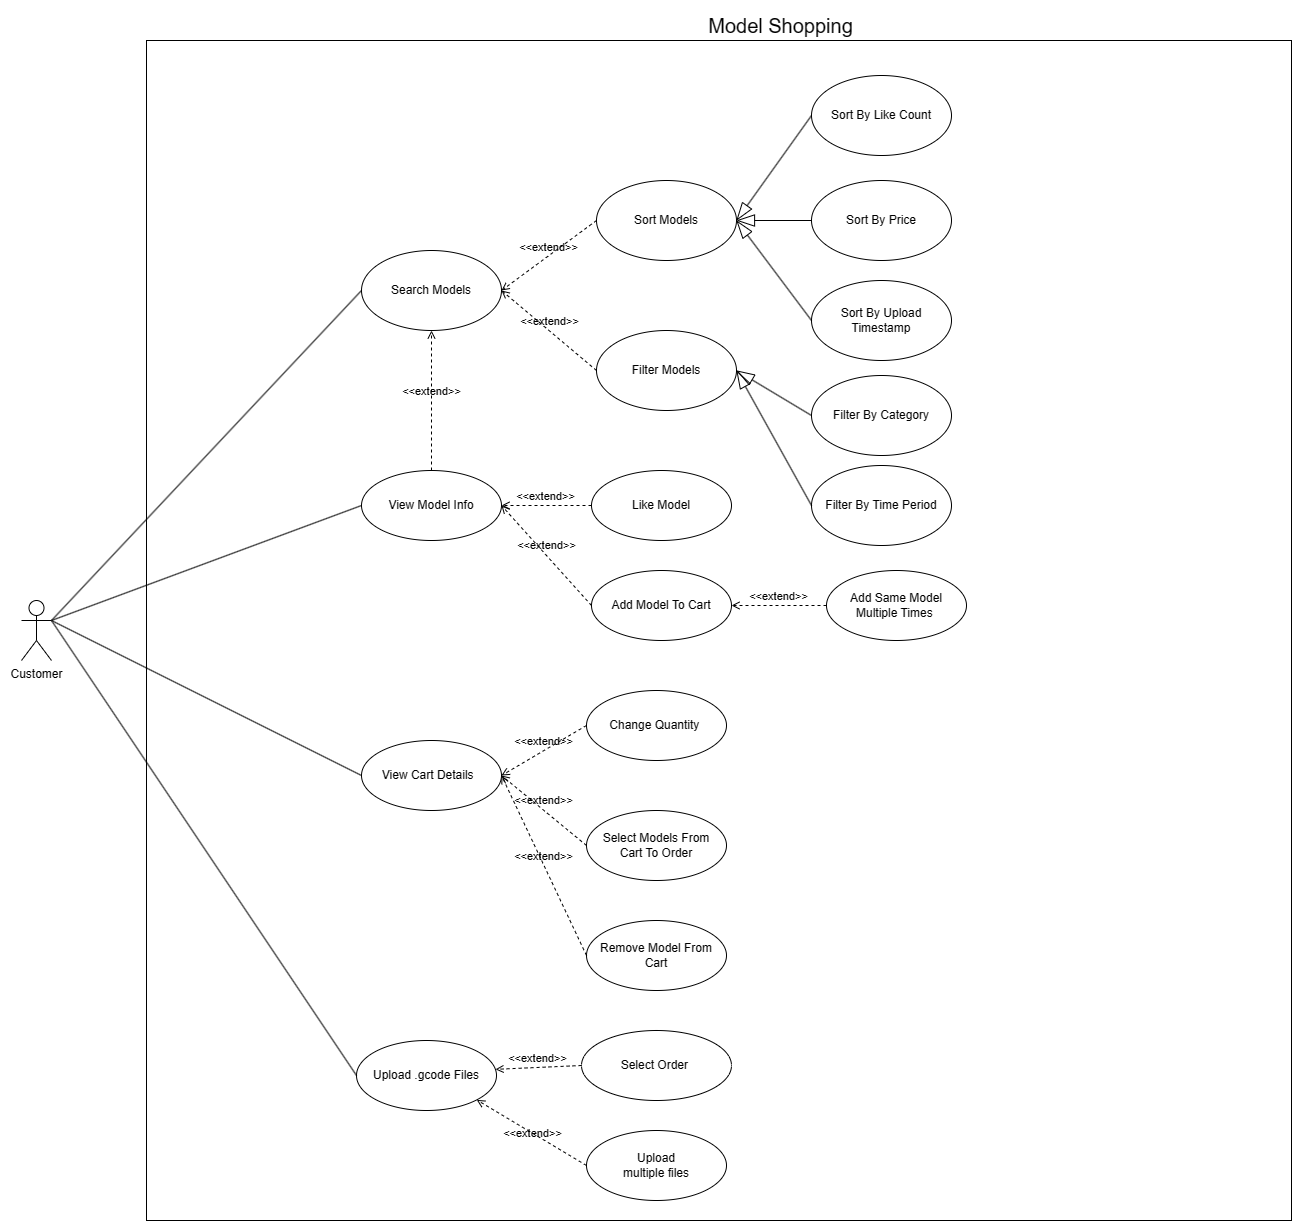 Model Shopping
Sort By Like Count
Sort Models
Sort By Price
<<extend>>
Search Models
Sort By Upload
Timestamp
<<extend>>
Filter Models
<<extend>>
Filter By Category
View Model Info
<<extend>>
Like Model
Filter By Time Period
<<extend>>
Add Model To Cart
<<extend>>
Add Same Model
Multiple Times
Customer
Change Quantity
<<extend>>
View Cart Details
<<extend>>
Select Models From
Cart To Order
<<extend>>
Remove Model From
Cart
Upload .gcode Files
<<extend>>
Select Order
<<extend>>
Upload
multiple files